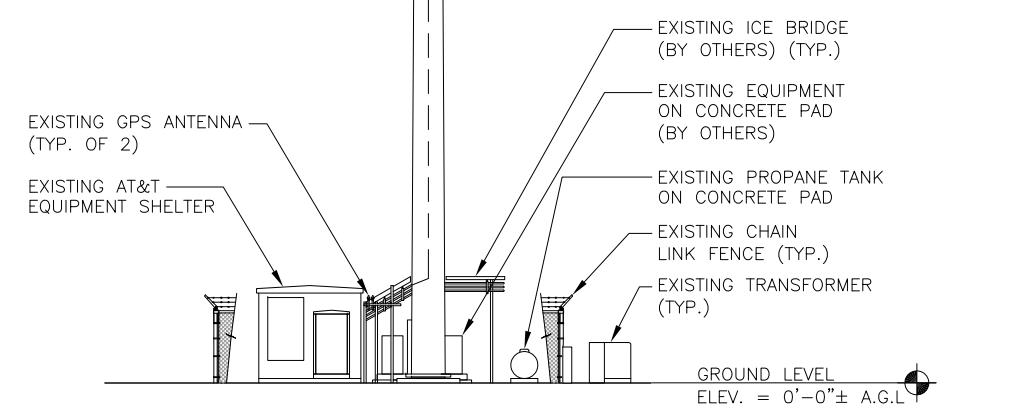 EXISTING ICE BRIDGE
(BY OTHERS) (TYP.)
EXISTING EQUIPMENT
ON CONCRETE PAD
(BY OTHERS)
EXISTING GPS ANTENNA
(TYP. OF 2)
EXISTING AT&T
EQUIPMENT SHELTER
EXISTING PROPANE TANK
ON CONCRETE PAD
EXISTING CHAIN
LINK FENCE (TYP.)
EXISTING TRANSFORMER
(TYP.)
GROUND LEVEL
ELEV. = 0'-0"± A.G.L